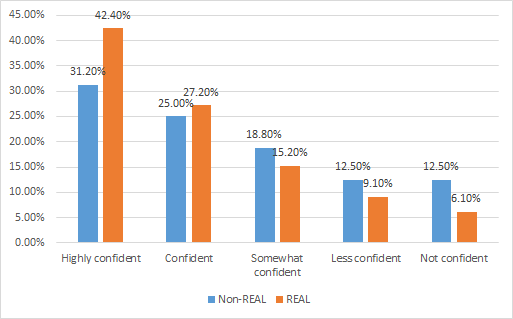 45.00%
40.00%
35.00%
30.00%
25.00%
20.00%
15.00%
10.00%
5.00%
0.00%
31.20%
42.40%
25.00%
27.20%
18.80%
15.20%
12.50%
9.10%
12.50%
6.10%
Highly confident
Confident
Somewhat
confident
Less confident
Not confident
Non-REAL
REAL